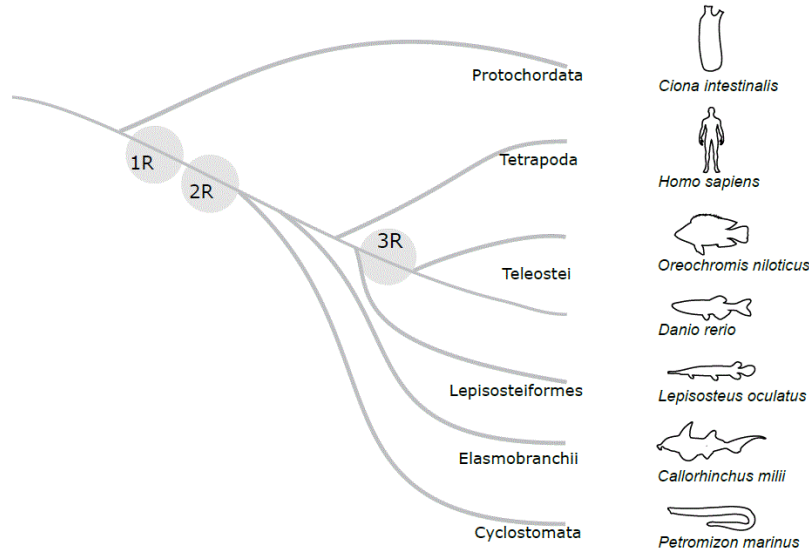 Protochordata
Ciona intestinalis
1R
2R
Tetrapoda
Homo sapiens
3R
Teleostei
Oreochromis niloticus
Danio rerio
Lepisosteiformes
Lepisosteus oculatus
Elasmobranchii
Callorhinchus milii
Cyclostomata
Petromizon marinus